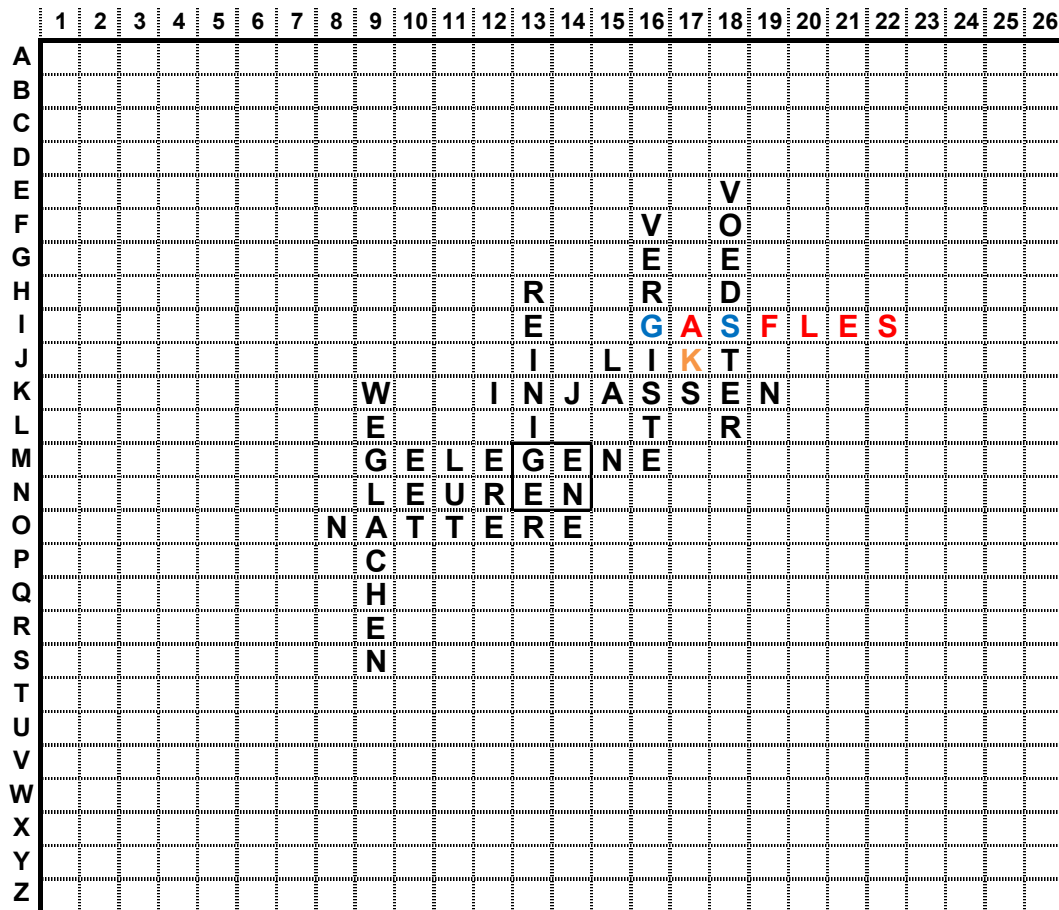 1 2 3 4 5 6 7 8 9 10 11 12 13 14 15 16 17 18 19 20 21 22 23 24 25 26
A
B
C
D
E V
F V O
G E E
H R R D
I E G A S F L E S
J I L I K T
K W I N J A S S E N
L E I T R
M G E L E G E N E
N L E U R E N
O N A T T E R E
P C
Q H
R E
S N
T
U
V
W
X
Y
Z